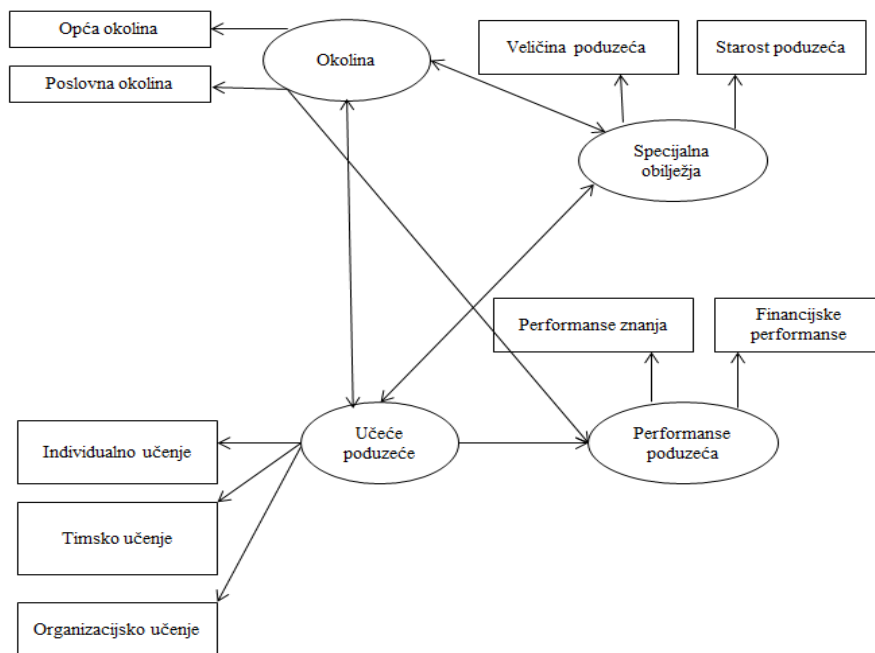 Opća okolina
Okolina
Veličina poduzeća
Starost poduzeća
Poslovna okolina
Specijalna
obilježja
Performanse znanja
Financijske
performanse
Individualno učenje
Učeće
poduzeće
Performanse
poduzeća
Timsko učenje
Organizacijsko učenje